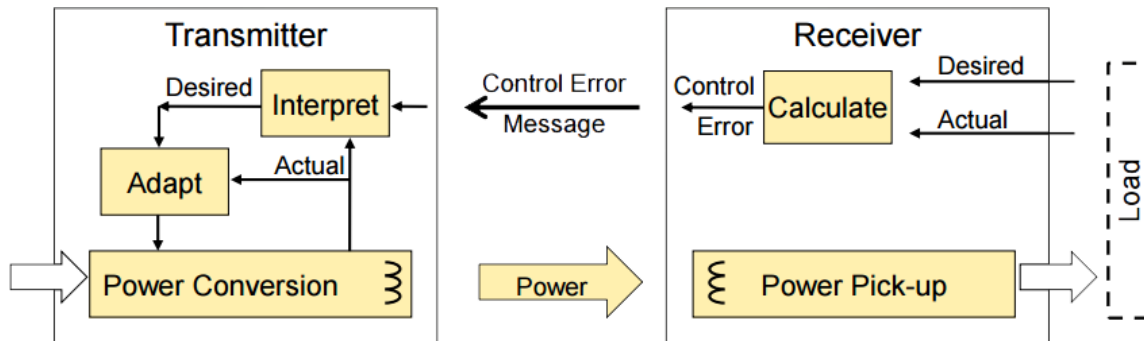 Transmitter
Desired
Interpret
Adapt
Actual
Power Conversion
Control Error
Message
Power
Receiver
Control
Error
Calculate
Desired
Actual
Power Pick-up
Load